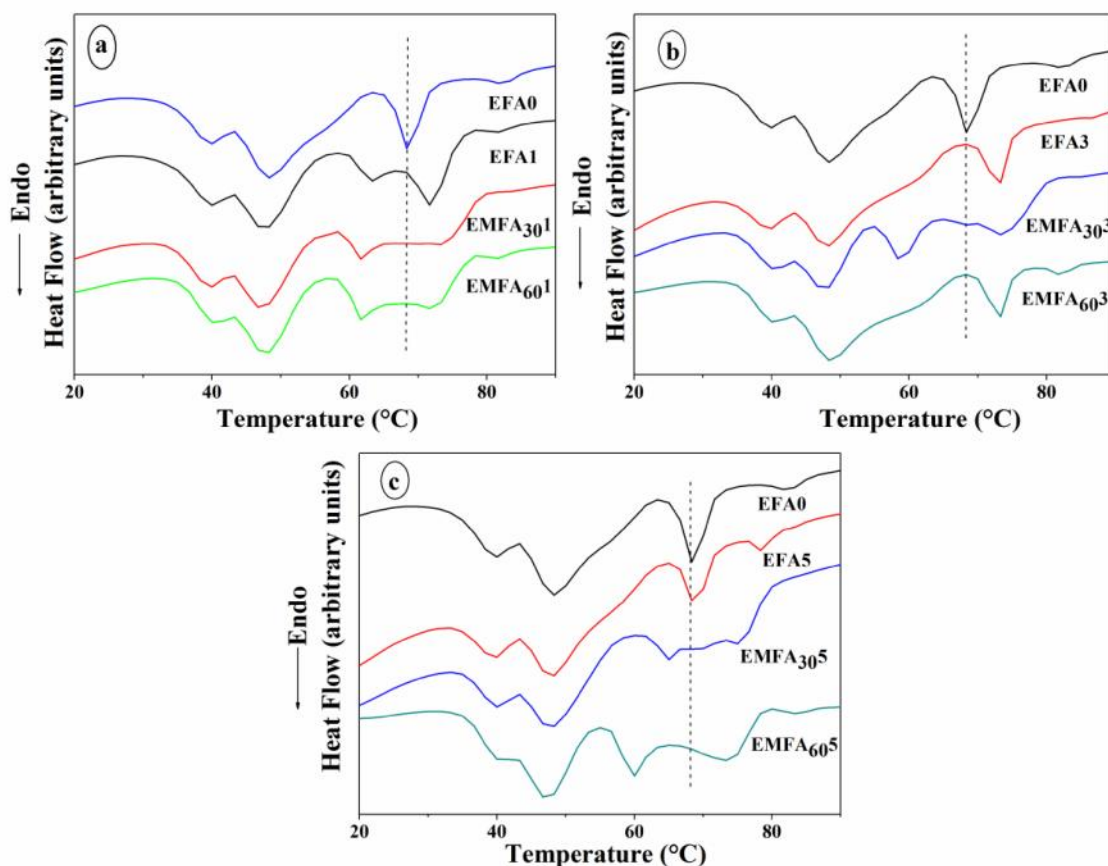 a
EFA0
EFA1
EMFA₃₀1
EMFA₆₀1
Endo
Heat Flow (arbitrary units)
20 40 60 80
Temperature (°C)
b
EFA0
EFA3
EMFA₃₀3
EMFA₆₀3
Endo
Heat Flow (arbitrary units)
20 40 60 80
Temperature (°C)
c
EFA0
EFA5
EMFA₃₀5
EMFA₆₀5
Endo
Heat Flow (arbitrary units)
20 40 60 80
Temperature (°C)